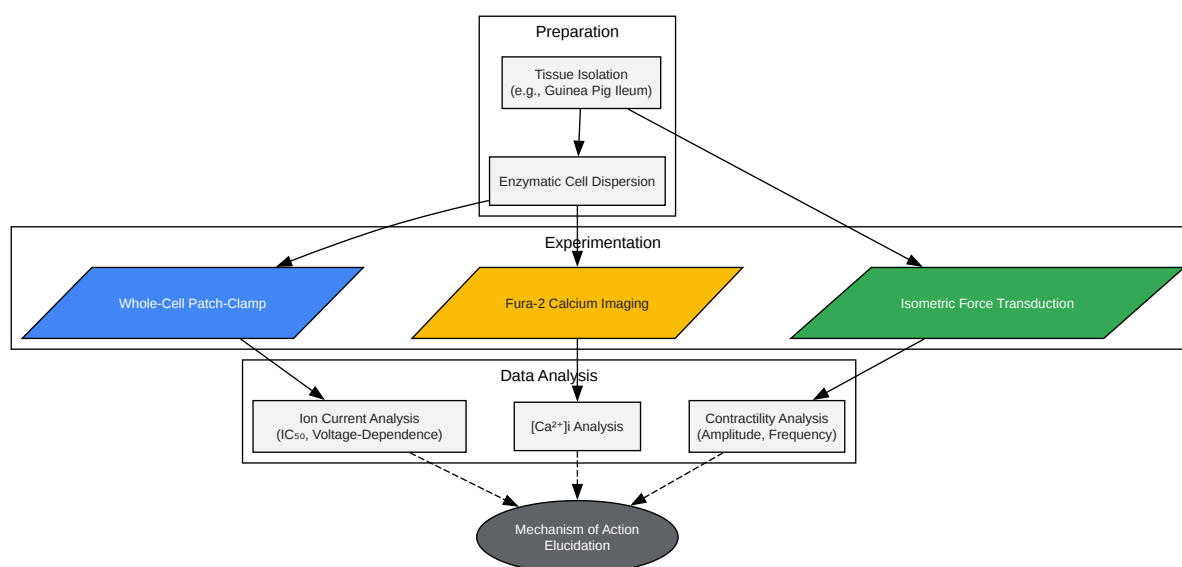 Preparation
Tissue Isolation
(e.g., Guinea Pig Ileum)
Enzymatic Cell Dispersion
Experimentation
Whole-Cell Patch-Clamp
Fura-2 Calcium Imaging
Isometric Force Transduction
Data Analysis
Ion Current Analysis
(IC₅₀, Voltage-Dependence)
[Ca²⁺]i Analysis
Contractility Analysis
(Amplitude, Frequency)
Mechanism of Action
Elucidation